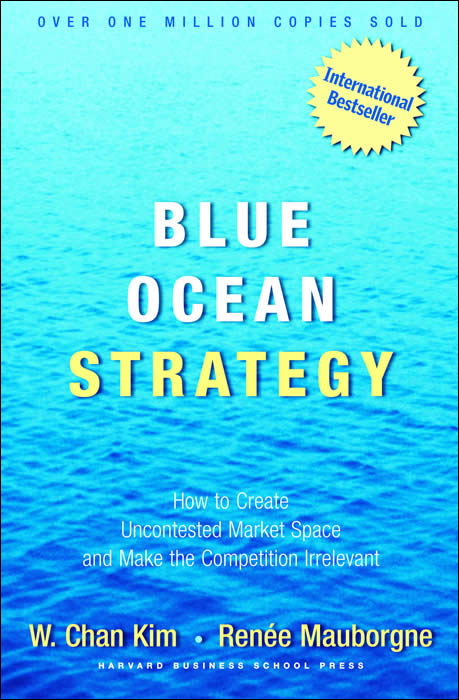 OVER ONE MILLION COPIES SOLD
International
Bestseller
BLUE
OCEAN
STRATEGY
How to Create
Uncontested Market Space
and Make the Competition Irrelevant
W. Chan Kim • Renée Mauborgne
HARVARD BUSINESS SCHOOL PRESS